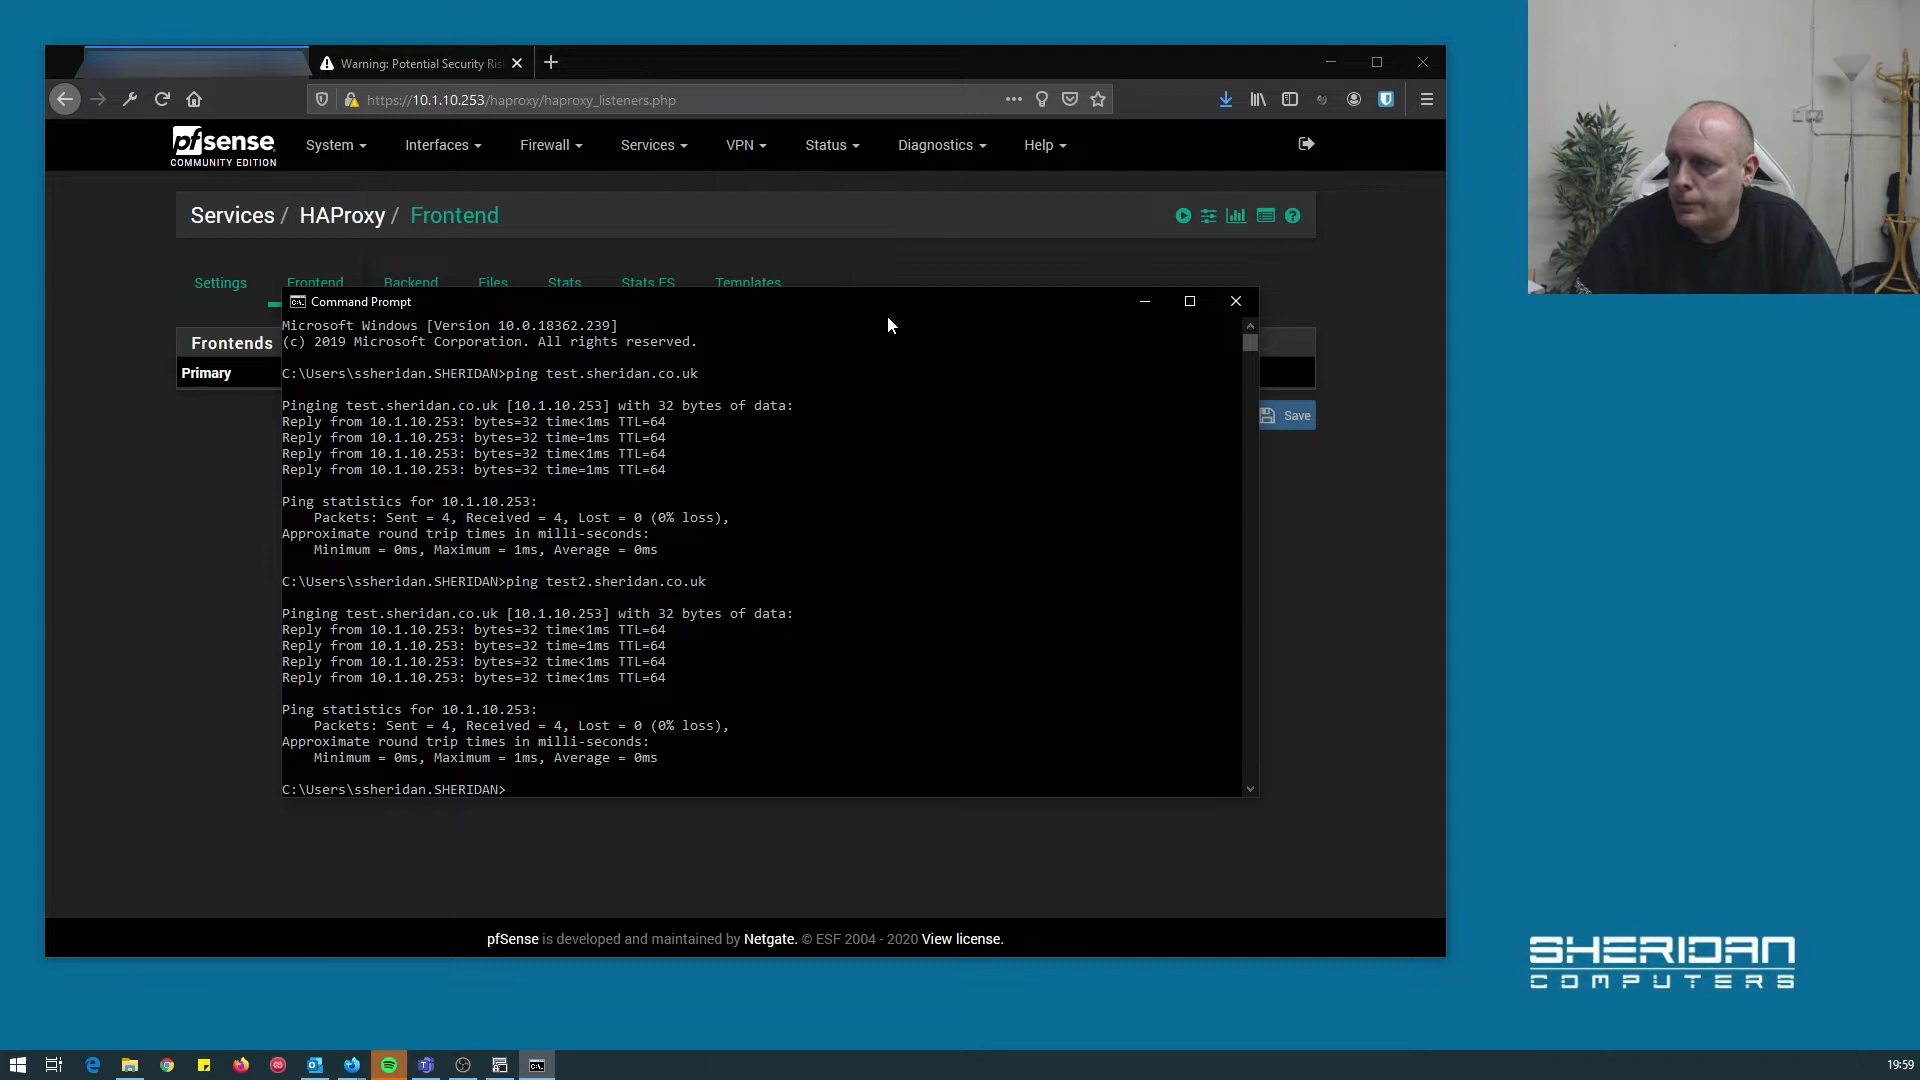 Warning: Potential Security Ris
https://10.1.10.253/haproxy/haproxy_listeners.php
pfsense
COMMUNITY EDITION
System
Interfaces
Firewall
Services
VPN
Status
Diagnostics
Help
Services / HAProxy / Frontend
Settings
Frontend
Backend
Files
Stats
Stats FS
Templates
Frontends
Primary
Save
Command Prompt
Microsoft Windows [Version 10.0.18362.239]
(c) 2019 Microsoft Corporation. All rights reserved.
C:\Users\ssheridan.SHERIDAN>ping test.sheridan.co.uk
Pinging test.sheridan.co.uk [10.1.10.253] with 32 bytes of data:
Reply from 10.1.10.253: bytes=32 time<1ms TTL=64
Reply from 10.1.10.253: bytes=32 time=1ms TTL=64
Reply from 10.1.10.253: bytes=32 time<1ms TTL=64
Reply from 10.1.10.253: bytes=32 time=1ms TTL=64
Ping statistics for 10.1.10.253:
Packets: Sent = 4, Received = 4, Lost = 0 (0% loss),
Approximate round trip times in milli-seconds:
Minimum = 0ms, Maximum = 1ms, Average = 0ms
C:\Users\ssheridan.SHERIDAN>ping test2.sheridan.co.uk
Pinging test.sheridan.co.uk [10.1.10.253] with 32 bytes of data:
Reply from 10.1.10.253: bytes=32 time<1ms TTL=64
Reply from 10.1.10.253: bytes=32 time=1ms TTL=64
Reply from 10.1.10.253: bytes=32 time<1ms TTL=64
Reply from 10.1.10.253: bytes=32 time<1ms TTL=64
Ping statistics for 10.1.10.253:
Packets: Sent = 4, Received = 4, Lost = 0 (0% loss),
Approximate round trip times in milli-seconds:
Minimum = 0ms, Maximum = 1ms, Average = 0ms
C:\Users\ssheridan.SHERIDAN>
pfSense is developed and maintained by Netgate. © ESF 2004 - 2020 View license.
SHERIDAN
COMPUTERS
19:59